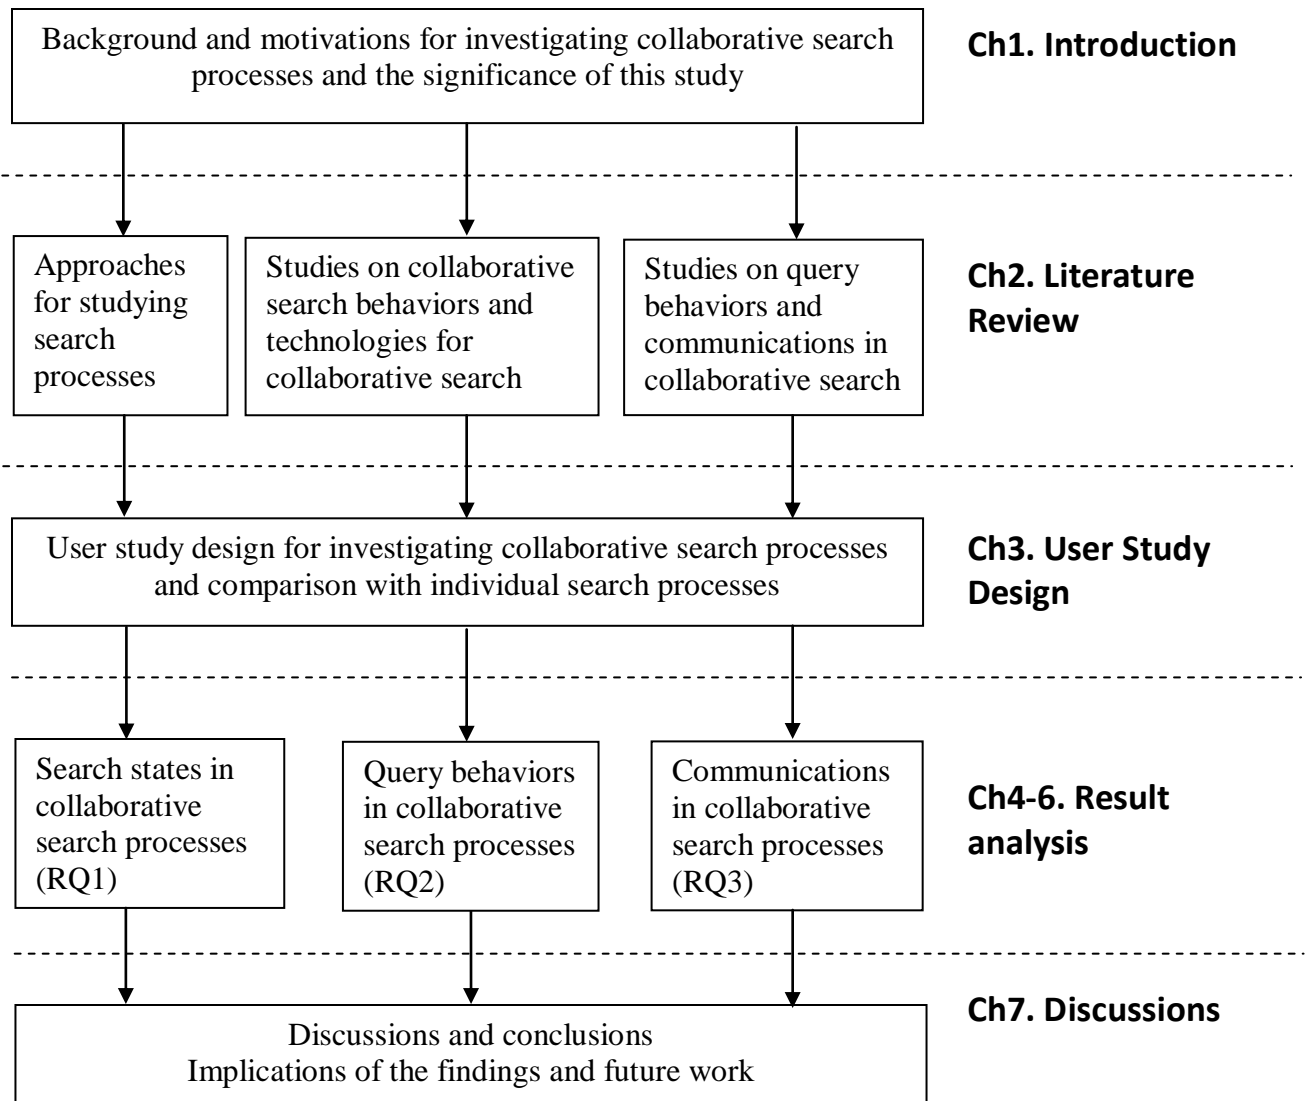 Background and motivations for investigating collaborative search
processes and the significance of this study
Ch1. Introduction
Approaches
for studying
search
processes
Studies on collaborative
search behaviors and
technologies for
collaborative search
Studies on query
behaviors and
communications in
collaborative search
Ch2. Literature
Review
User study design for investigating collaborative search processes
and comparison with individual search processes
Ch3. User Study
Design
Search states in
collaborative
search processes
(RQ1)
Query behaviors
in collaborative
search processes
(RQ2)
Communications
in collaborative
search processes
(RQ3)
Ch4-6. Result
analysis
Discussions and conclusions
Implications of the findings and future work
Ch7. Discussions